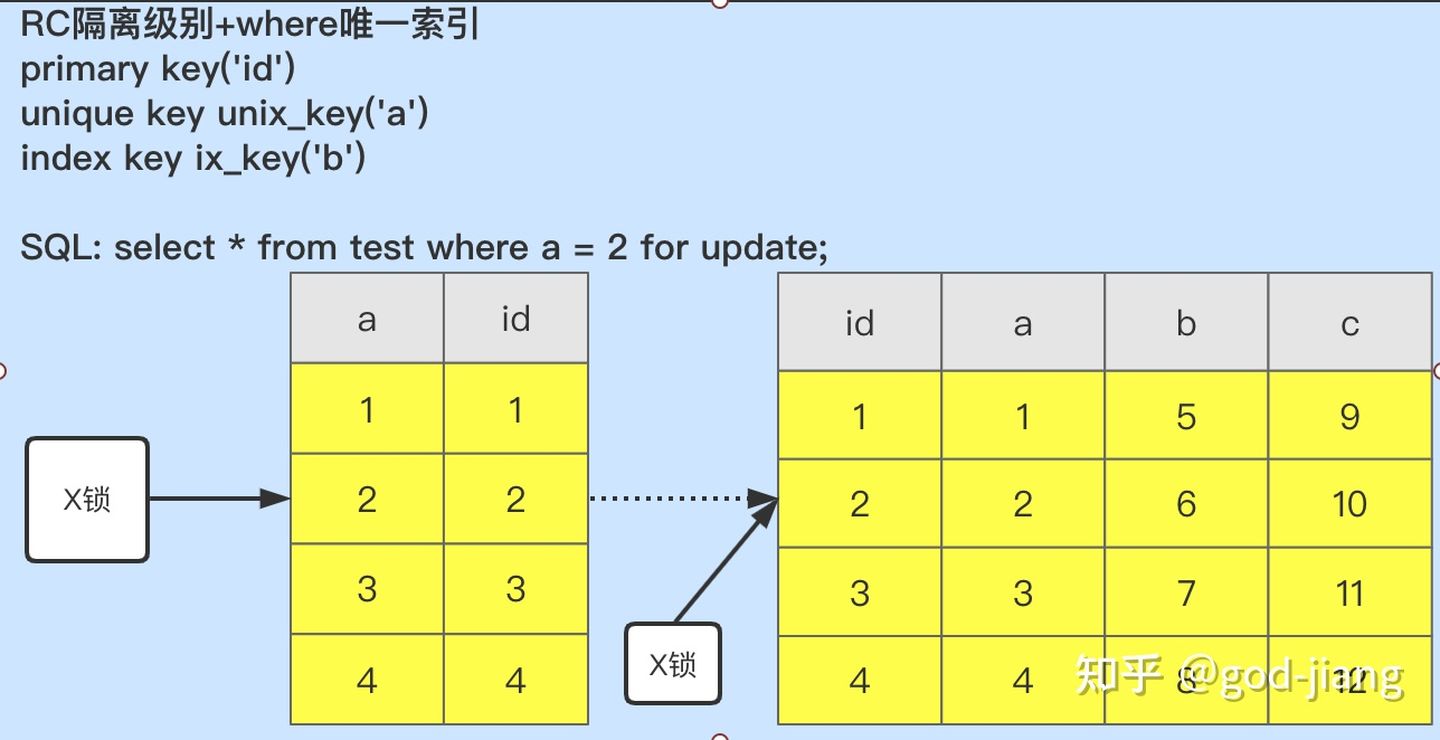 RC隔离级别+where唯一索引
primary key('id')
unique key unix_key('a')
index key ix_key('b')
SQL: select * from test where a = 2 for update;
a id
1 1
2 2
3 3
4 4
X锁
X锁
id a b c
1 1 5 9
2 2 6 10
3 3 7 11
4 4 8 12
知乎 @god-jiang